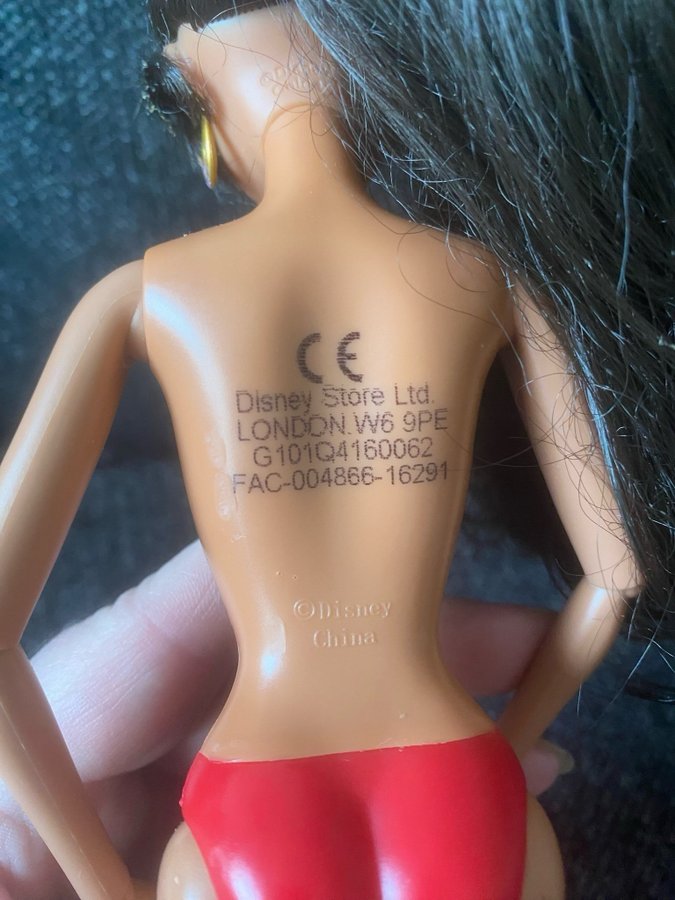 CE
Disney Store Ltd.
LONDON W6 9PE
G101Q4160062
FAC-004866-16291
©Disney
China